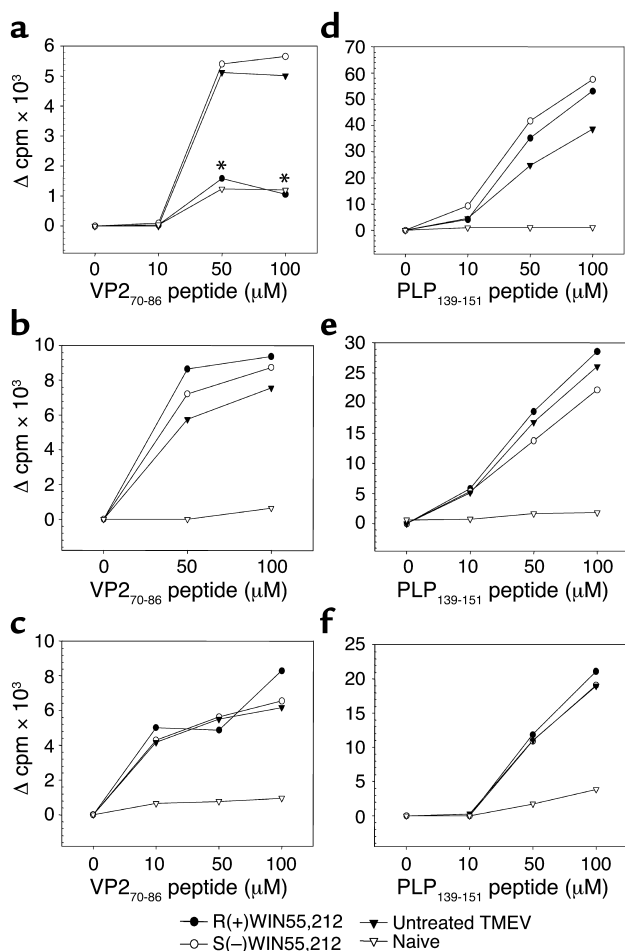 a
Δ cpm × 10³
6
5
4
3
2
1
0
*
*
0 10 50 100
VP2₇₀₋₈₆ peptide (μM)
d
70
60
50
40
30
20
10
0
0 10 50 100
PLP₁₃₉₋₁₅₁ peptide (μM)
b
Δ cpm × 10³
10
8
6
4
2
0
0 50 100
VP2₇₀₋₈₆ peptide (μM)
e
30
25
20
15
10
5
0
0 10 50 100
PLP₁₃₉₋₁₅₁ peptide (μM)
c
Δ cpm × 10³
10
8
6
4
2
0
0 10 50 100
VP2₇₀₋₈₆ peptide (μM)
f
25
20
15
10
5
0
0 10 50 100
PLP₁₃₉₋₁₅₁ peptide (μM)
R(+)WIN55,212
S(−)WIN55,212
Untreated TMEV
Naive